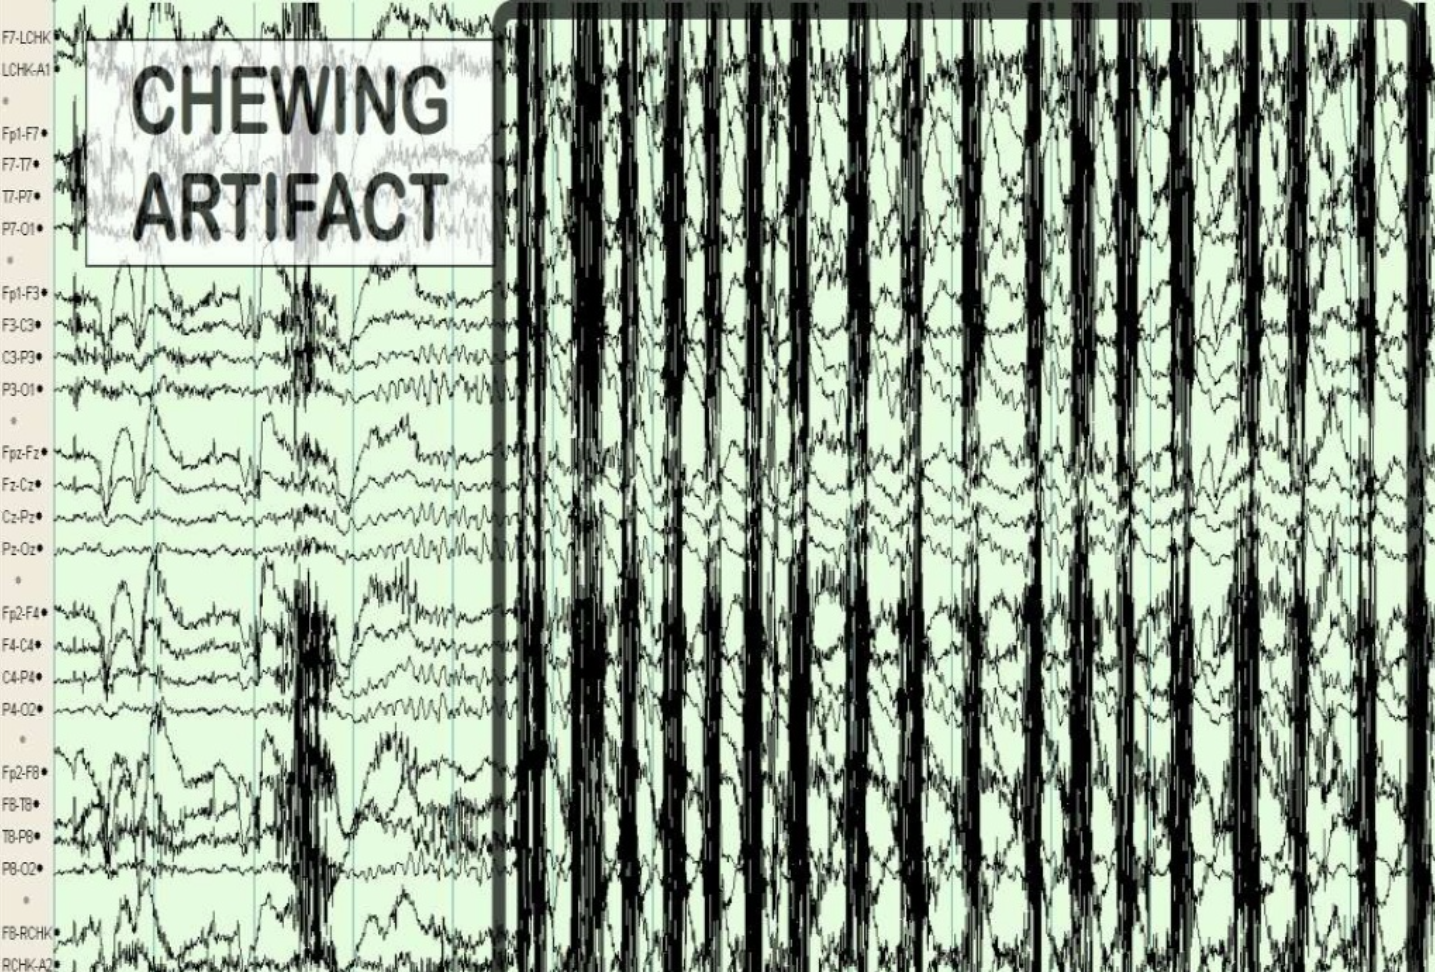 F7-LCHK
LCHK-A1
CHEWING
ARTIFACT
Fp1-F7
F7-T7
T7-P7
P7-O1
Fp1-F3
F3-C3
C3-P3
P3-O1
Fpz-Fz
Fz-Cz
Cz-Pz
Pz-Oz
Fp2-F4
F4-C4
C4-P4
P4-O2
Fp2-F8
F8-T8
T8-P8
P8-O2
F8-RCHK
RCHK-A2